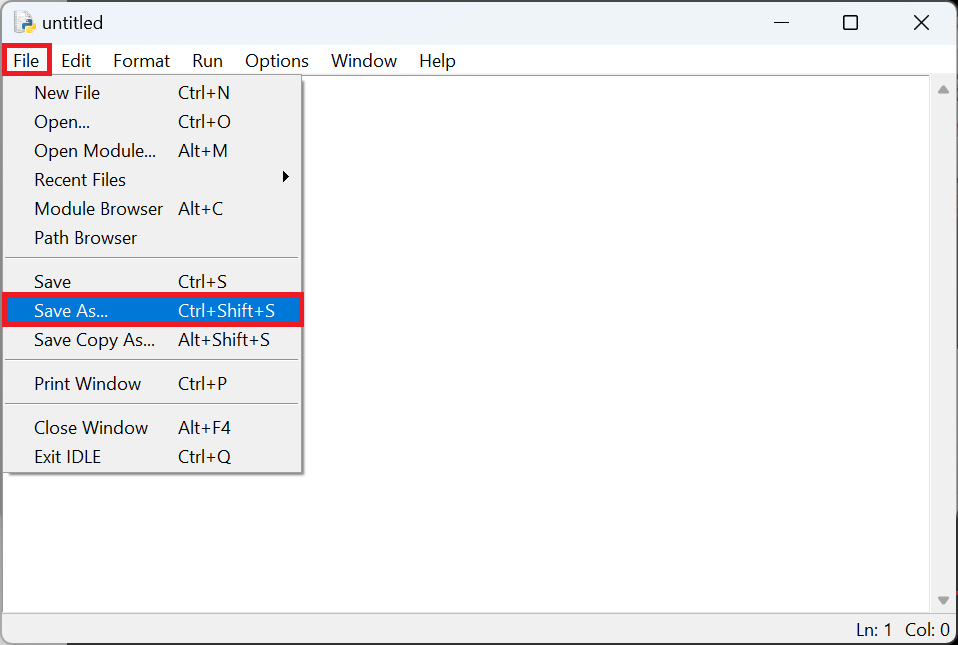 untitled
File Edit Format Run Options Window Help
New File Ctrl+N
Open... Ctrl+O
Open Module... Alt+M
Recent Files
Module Browser Alt+C
Path Browser
Save Ctrl+S
Save As... Ctrl+Shift+S
Save Copy As... Alt+Shift+S
Print Window Ctrl+P
Close Window Alt+F4
Exit IDLE Ctrl+Q
Ln: 1 Col: 0